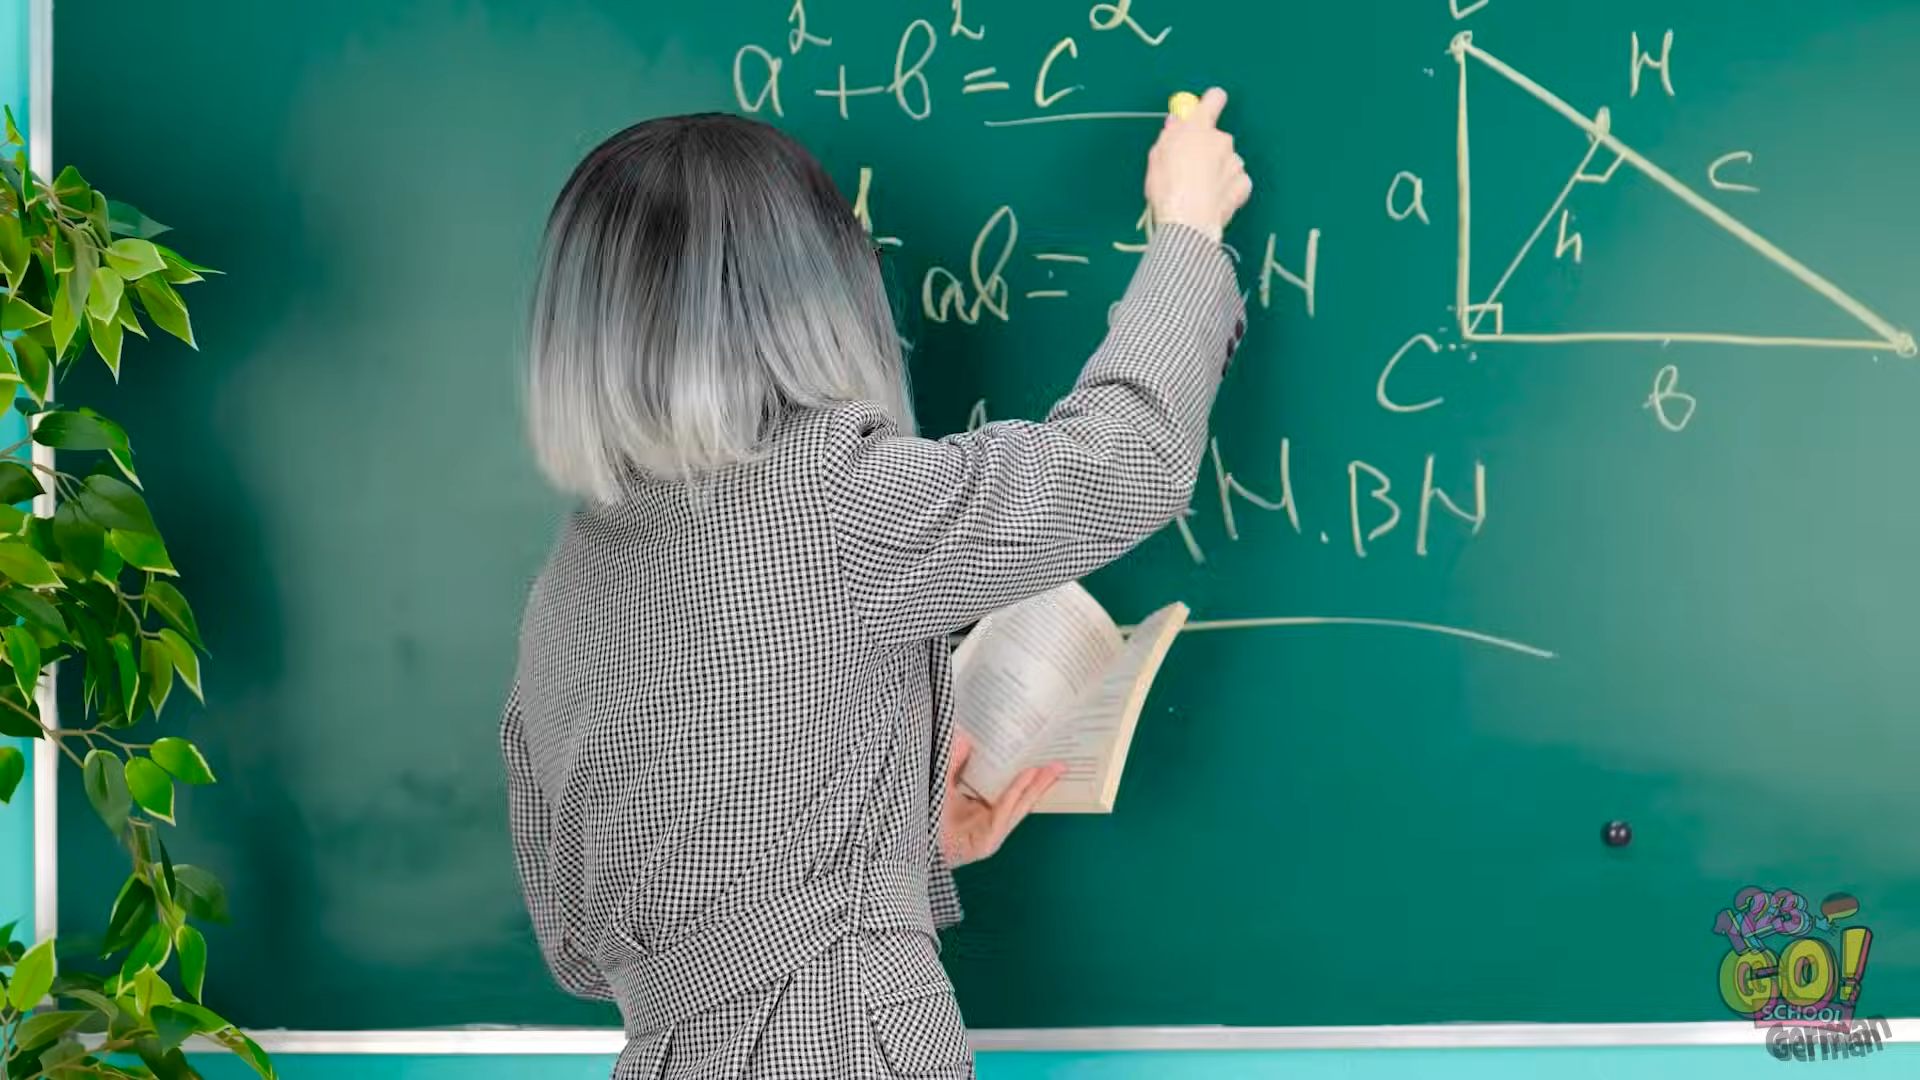 a² + b² = c²
ab =
H
H. BH
H
a
c
h
C
b
123
GO!
SCHOOL
German